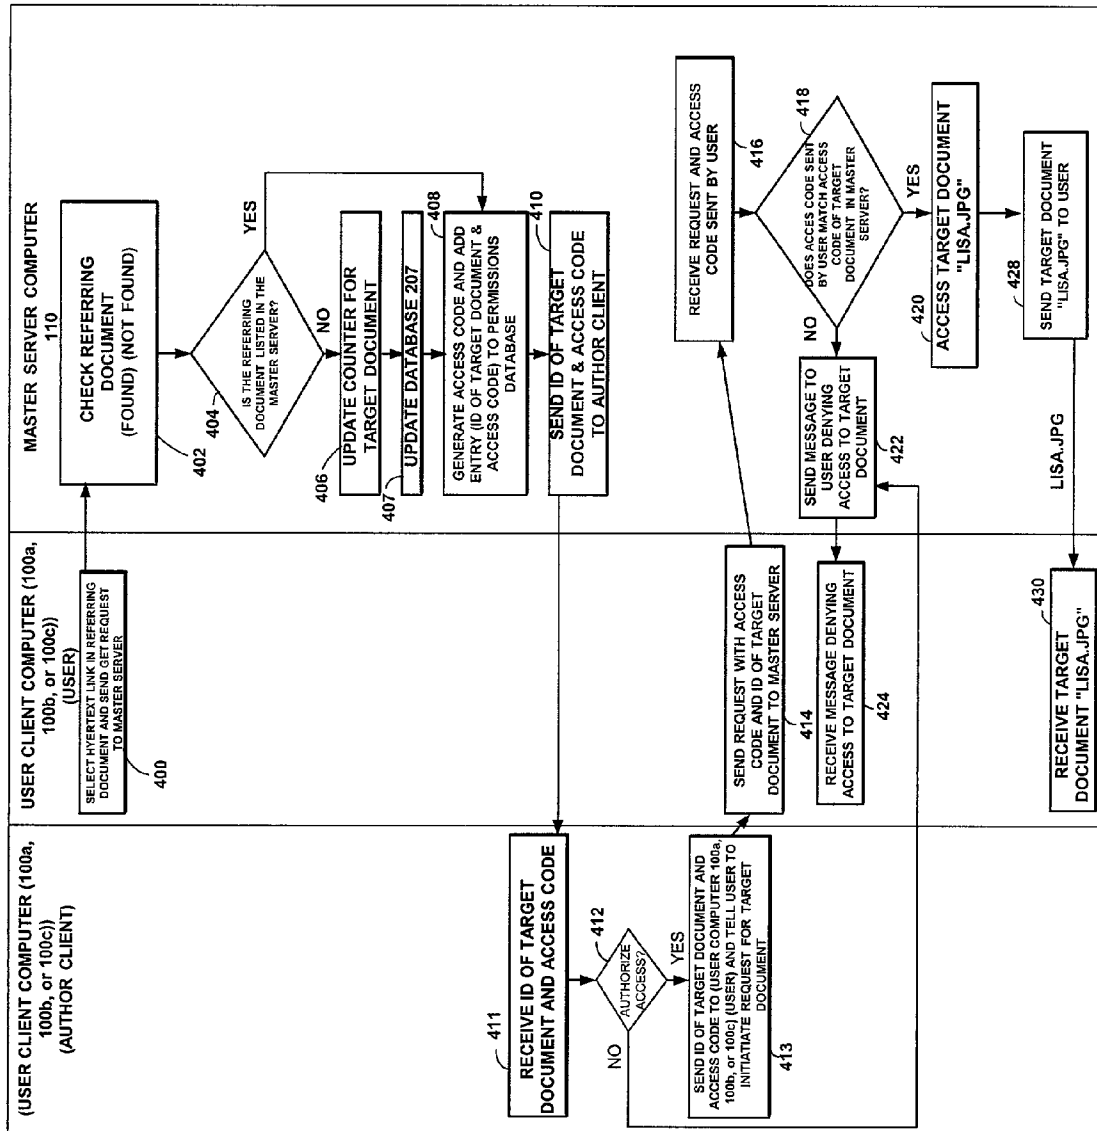 MASTER SERVER COMPUTER
110
CHECK REFERRING
DOCUMENT
(FOUND) (NOT FOUND)
402
404
IS THE REFERRING
DOCUMENT LISTED IN THE
MASTER SERVER?
YES
NO
UPDATE COUNTER FOR
TARGET DOCUMENT
406
UPDATE DATABASE 207
407
408
GENERATE ACCESS CODE AND ADD
ENTRY (ID OF TARGET DOCUMENT &
ACCESS CODE) TO PERMISSIONS
DATABASE
410
SEND ID OF TARGET
DOCUMENT & ACCESS CODE
TO AUTHOR CLIENT
RECEIVE REQUEST AND ACCESS
CODE SENT BY USER
416
418
DOES ACCES CODE SENT
BY USER MATCH ACCESS
CODE OF TARGET
DOCUMENT IN MASTER
SERVER?
NO
YES
SEND MESSAGE TO
USER DENYING
ACCESS TO TARGET
DOCUMENT
422
ACCESS TARGET DOCUMENT
"LISA.JPG"
420
SEND TARGET DOCUMENT
"LISA.JPG" TO USER
428
LISA.JPG
USER CLIENT COMPUTER (100a,
100b, or 100c))
(USER)
SELECT HYERTEXT LINK IN REFERRING
DOCUMENT AND SEND GET REQUEST
TO MASTER SERVER
400
SEND REQUEST WITH ACCESS
CODE AND ID OF TARGET
DOCUMENT TO MASTER SERVER
414
RECEIVE MESSAGE DENYING
ACCESS TO TARGET DOCUMENT
424
430
RECEIVE TARGET
DOCUMENT "LISA.JPG"
(USER CLIENT COMPUTER (100a,
100b, or 100c))
(AUTHOR CLIENT)
411
RECEIVE ID OF TARGET
DOCUMENT AND ACCESS CODE
412
AUTHORIZE
ACCESS?
NO
YES
SEND ID OF TARGET DOCUMENT AND
ACCESS CODE TO (USER COMPUTER 100a,
100b, or 100c) (USER) AND TELL USER TO
INITIATIATE REQUEST FOR TARGET
DOCUMENT
413